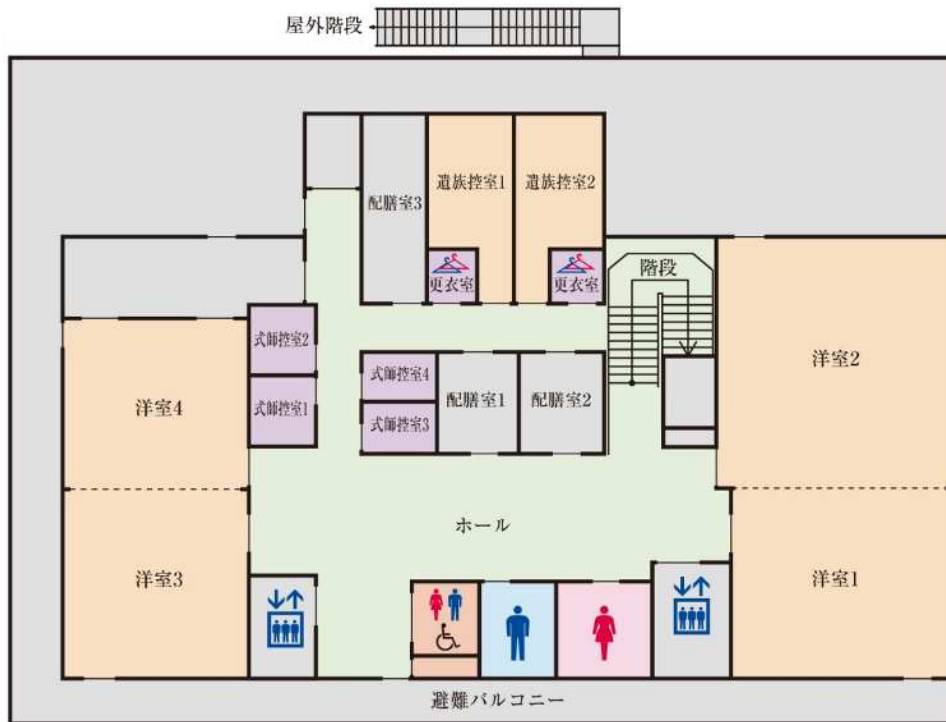 屋外階段
配膳室3
遺族控室1
遺族控室2
更衣室
更衣室
階段
式師控室2
式師控室1
式師控室4
式師控室3
配膳室1
配膳室2
洋室4
洋室2
ホール
洋室3
洋室1
避難バルコニー